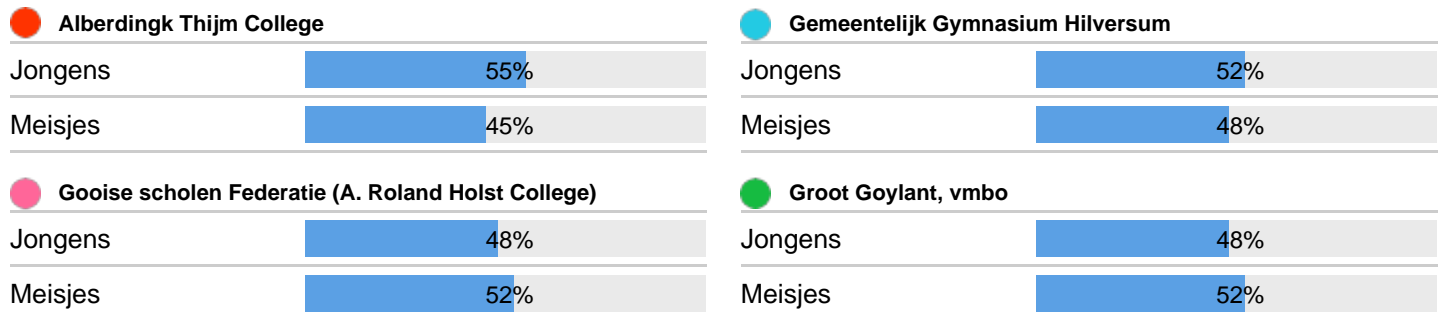 Alberdingk Thijm College
Jongens 55%
Meisjes 45%
Gemeentelijk Gymnasium Hilversum
Jongens 52%
Meisjes 48%
Gooise scholen Federatie (A. Roland Holst College)
Jongens 48%
Meisjes 52%
Groot Goylant, vmbo
Jongens 48%
Meisjes 52%